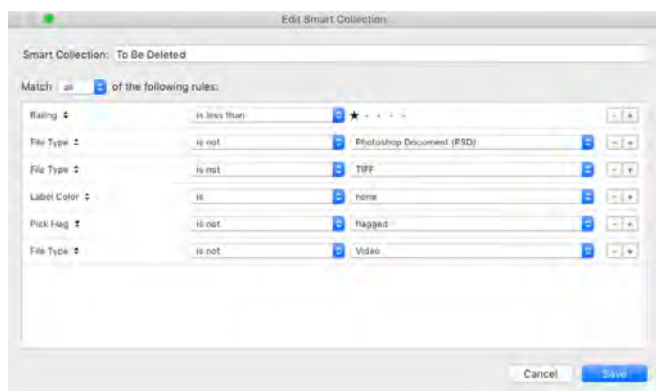 Edit Smart Collection
Smart Collection: To Be Deleted
Match all of the following rules:
Rating is less than ★ · · · ·
File Type is not Photoshop Document (PSD)
File Type is not TIFF
Label Color is none
Pick Flag is not flagged
File Type is not Video
Cancel Save